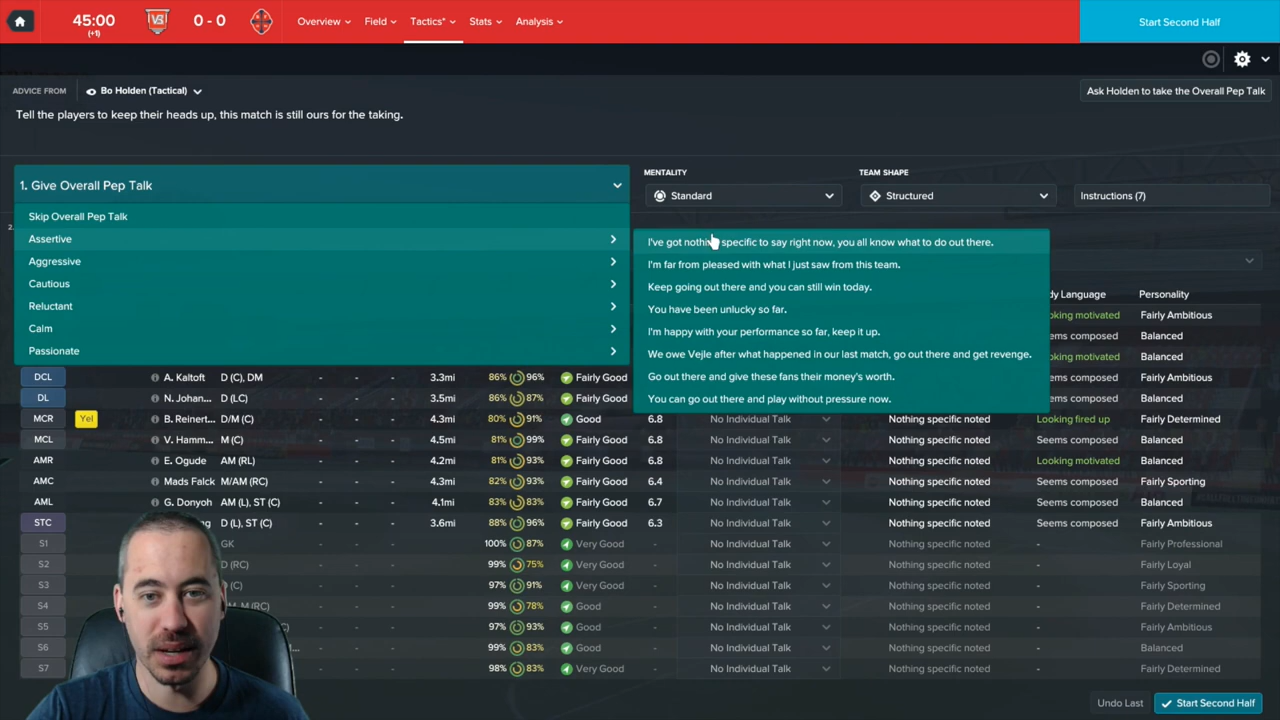 45:00
(+1)
VB
0 - 0
Overview Field Tactics* Stats Analysis
Start Second Half
ADVICE FROM Bo Holden (Tactical)
Ask Holden to take the Overall Pep Talk
Tell the players to keep their heads up, this match is still ours for the taking.
1. Give Overall Pep Talk
MENTALITY
Standard
TEAM SHAPE
Structured
Instructions (7)
2.
Skip Overall Pep Talk
Assertive
Aggressive
Cautious
Reluctant
Calm
Passionate
I've got nothing specific to say right now, you all know what to do out there.
I'm far from pleased with what I just saw from this team.
Keep going out there and you can still win today.
You have been unlucky so far.
I'm happy with your performance so far, keep it up.
We owe Vejle after what happened in our last match, go out there and get revenge.
Go out there and give these fans their money's worth.
You can go out there and play without pressure now.
Language Personality
motivated Fairly Ambitious
composed Balanced
motivated Balanced
DCL A. Kaltoft D (C), DM - - - 3.3mi 86% 96% Fairly Good composed Fairly Ambitious
DL N. Johan... D (LC) - - - 3.5mi 86% 87% Fairly Good composed Balanced
MCR Yel B. Reinert... D/M (C) - - - 4.3mi 80% 91% Good 6.8 No Individual Talk Nothing specific noted Looking fired up Fairly Determined
MCL V. Hamm... M (C) - - - 4.5mi 81% 99% Fairly Good 6.8 No Individual Talk Nothing specific noted Seems composed Balanced
AMR E. Ogude AM (RL) - - - 4.2mi 81% 93% Fairly Good 6.8 No Individual Talk Nothing specific noted Looking motivated Balanced
AMC Mads Falck M/AM (RC) - - - 4.3mi 82% 93% Fairly Good 6.4 No Individual Talk Nothing specific noted Seems composed Fairly Sporting
AML G. Donyoh AM (L), ST (C) - - - 4.1mi 83% 83% Fairly Good 6.7 No Individual Talk Nothing specific noted Seems composed Balanced
STC D (L), ST (C) - - - 3.6mi 88% 96% Fairly Good 6.3 No Individual Talk Nothing specific noted Seems composed Fairly Ambitious
S1 GK 100% 87% Very Good - No Individual Talk Nothing specific noted - Fairly Professional
S2 D (RC) 99% 75% Very Good - No Individual Talk Nothing specific noted - Fairly Loyal
S3 (C) 97% 91% Very Good - No Individual Talk Nothing specific noted - Fairly Sporting
S4 M (RC) 99% 78% Good - No Individual Talk Nothing specific noted - Fairly Determined
S5 97% 93% Good - No Individual Talk Nothing specific noted - Fairly Ambitious
S6 99% 83% Good - No Individual Talk Nothing specific noted - Balanced
S7 98% 83% Very Good - No Individual Talk Nothing specific noted - Fairly Determined
Undo Last Start Second Half